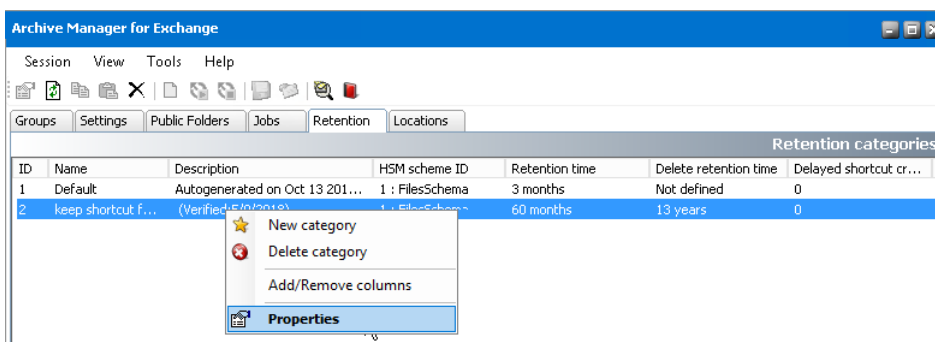 Archive Manager for Exchange
Session View Tools Help
Groups Settings Public Folders Jobs Retention Locations
Retention categories
ID Name Description HSM scheme ID Retention time Delete retention time Delayed shortcut cr...
1 Default Autogenerated on Oct 13 201... 1 : FilesSchema 3 months Not defined 0
2 keep shortcut f... (Verified:5/9/2018) 1 : FilesSchema 60 months 13 years 0
New category
Delete category
Add/Remove columns
Properties